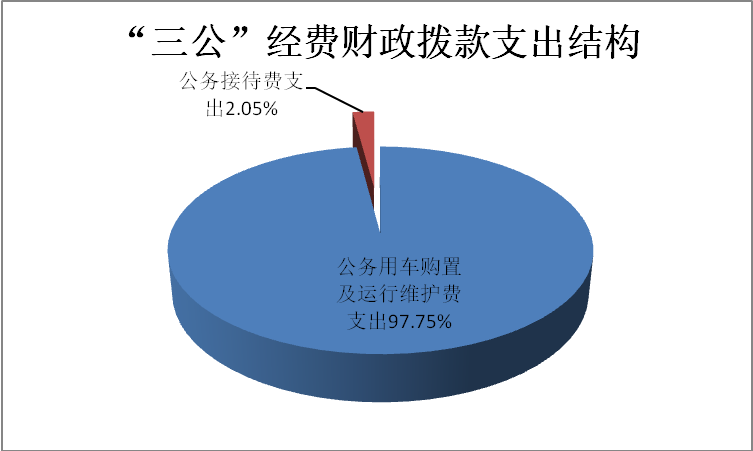 “三公”经费财政拨款支出结构
公务接待费支
出2.05%
公务用车购置
及运行维护费
支出97.75%